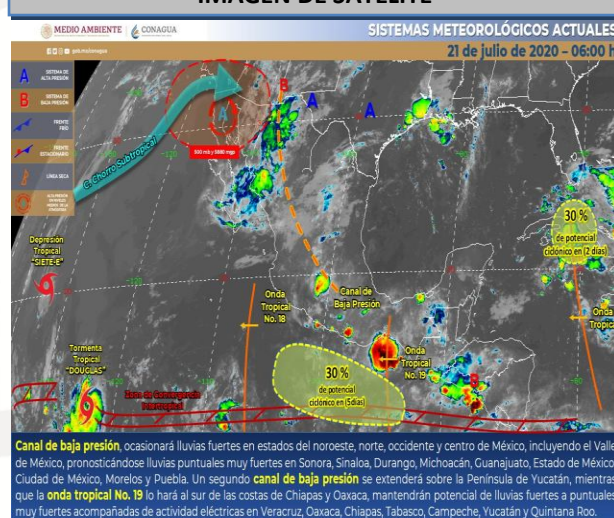 IMAGEN DE SATÉLITE
MEDIO AMBIENTE
CONAGUA
SISTEMAS METEOROLÓGICOS ACTUALES
21 de julio de 2020 – 06:00 h
A
SISTEMA DE
ALTA PRESIÓN
B
SISTEMA DE
BAJA PRESIÓN
FRENTE
FRÍO
FRENTE
ESTACIONARIO
LÍNEA SECA
C. Chorro Subtropical
A
B
A
A
Depresión
Tropical
"SIETE-E"
Tormenta
Tropical
"DOUGLAS"
Zona de Convergencia
Intertropical
Onda
Tropical
No. 18
Canal de
Baja Presión
Onda
Tropical
No. 19
30 %
de potencial
ciclónico en (5días)
30 %
de potencial
ciclónico en (2 días)
Onda
Tropica
B
Canal de baja presión, ocasionará lluvias fuertes en estados del noroeste, norte, occidente y centro de México, incluyendo el Valle
de México, pronosticándose lluvias puntuales muy fuertes en Sonora, Sinaloa, Durango, Michoacán, Guanajuato, Estado de México
Ciudad de México, Morelos y Puebla. Un segundo canal de baja presión se extenderá sobre la Península de Yucatán, mientra
que la onda tropical No. 19 lo hará al sur de las costas de Chiapas y Oaxaca, mantendrán potencial de lluvias fuertes a puntuales
muy fuertes acompañadas de actividad eléctricas en Veracruz, Oaxaca, Chiapas, Tabasco, Campeche, Yucatán y Quintana Roo.